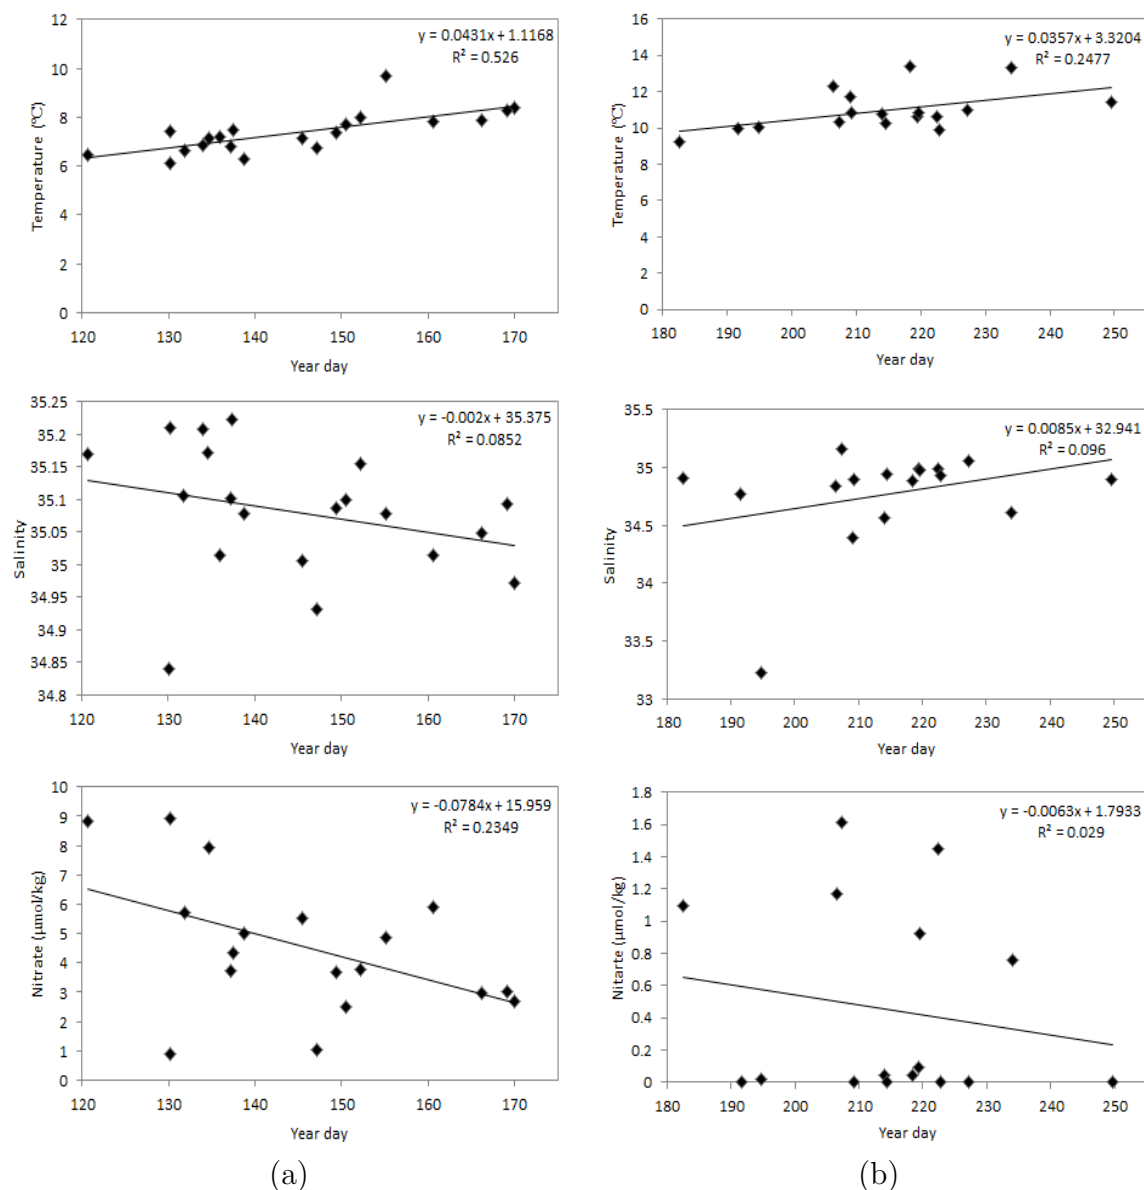 y = 0.0431x + 1.1168
R² = 0.526
12
10
8
6
4
2
0
Temperature (ºC)
120 130 140 150 160 170
Year day
y = 0.0357x + 3.3204
R² = 0.2477
16
14
12
10
8
6
4
2
0
Temperature (ºC)
180 190 200 210 220 230 240 250
Year day
y = -0.002x + 35.375
R² = 0.0852
35.25
35.2
35.15
35.1
35.05
35
34.95
34.9
34.85
34.8
Salinity
120 130 140 150 160 170
Year day
y = 0.0085x + 32.941
R² = 0.096
35.5
35
34.5
34
33.5
33
Salinity
180 190 200 210 220 230 240 250
Year day
y = -0.0784x + 15.959
R² = 0.2349
10
9
8
7
6
5
4
3
2
1
0
Nitrate (µmol/kg)
120 130 140 150 160 170
Year day
y = -0.0063x + 1.7933
R² = 0.029
1.8
1.6
1.4
1.2
1
0.8
0.6
0.4
0.2
0
Nitarte (µmol/kg)
180 190 200 210 220 230 240 250
Year day
(a)
(b)